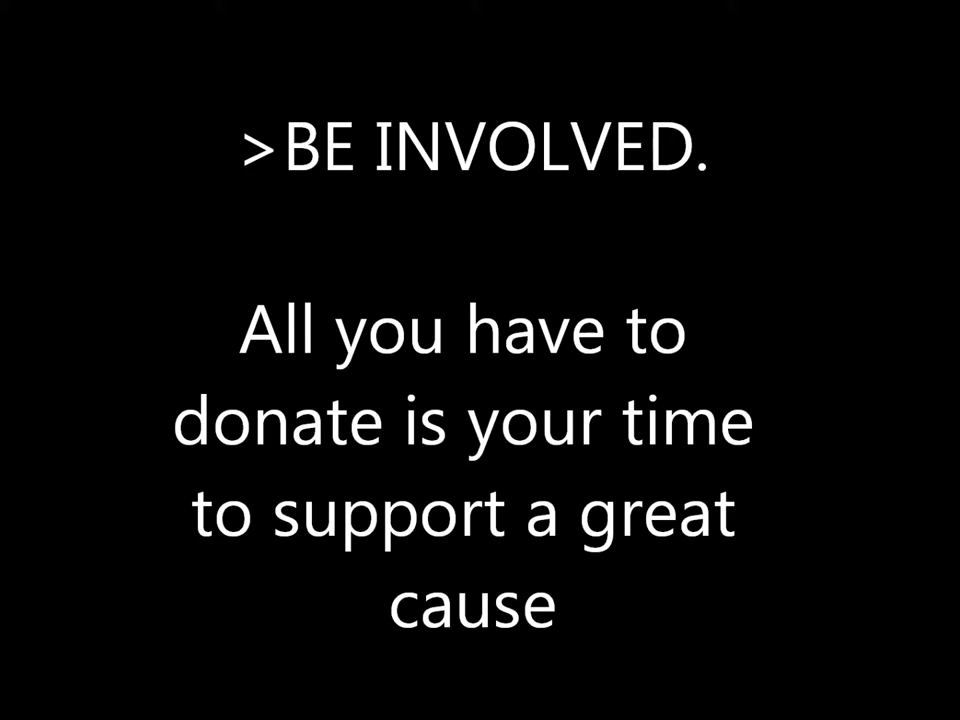 >BE INVOLVED.
All you have to
donate is your time
to support a great
cause